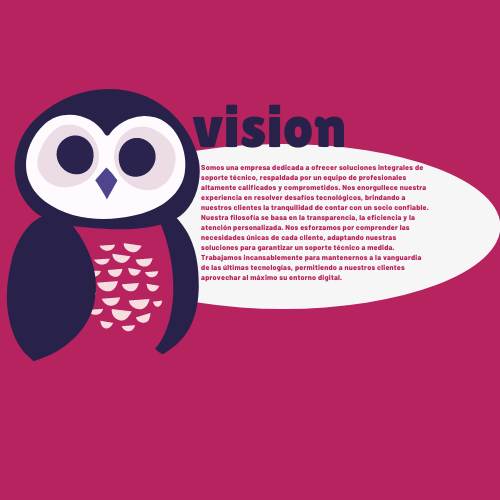 vision
Somos una empresa dedicada a ofrecer soluciones integrales de
soporte técnico, respaldada por un equipo de profesionales
altamente calificados y comprometidos. Nos enorgullece nuestra
experiencia en resolver desafíos tecnológicos, brindando a
nuestros clientes la tranquilidad de contar con un socio confiable.
Nuestra filosofía se basa en la transparencia, la eficiencia y la
atención personalizada. Nos esforzamos por comprender las
necesidades únicas de cada cliente, adaptando nuestras
soluciones para garantizar un soporte técnico a medida.
Trabajamos incansablemente para mantenernos a la vanguardia
de las últimas tecnologías, permitiendo a nuestros clientes
aprovechar al máximo su entorno digital.